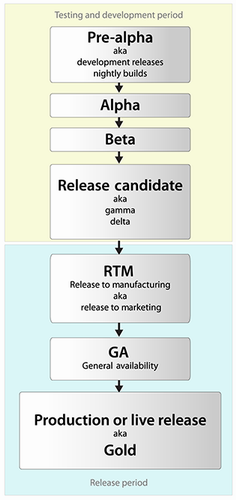 Testing and development period
Pre-alpha
aka
development releases
nightly builds
Alpha
Beta
Release candidate
aka
gamma
delta
RTM
Release to manufacturing
aka
release to marketing
GA
General availability
Production or live release
aka
Gold
Release period